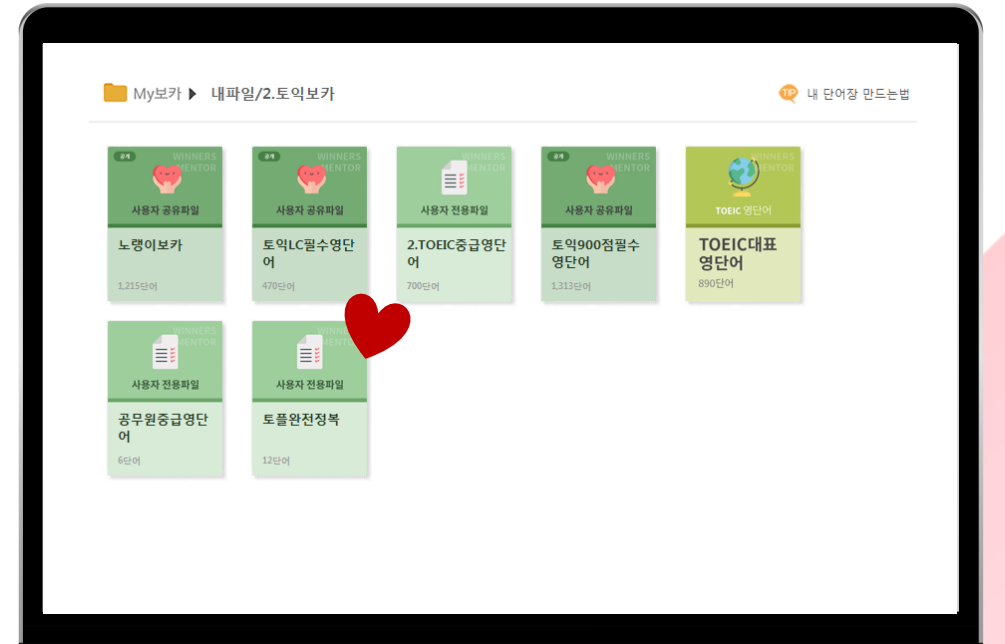 My보카 ▶ 내파일/2.토익보카
TIP 내 단어장 만드는법
공개 WINNERS
MENTOR
사용자 공유파일
노랭이보카
1,215단어
공개 WINNERS
MENTOR
사용자 공유파일
토익LC필수영단
어
470단어
WINNERS
MENTOR
사용자 전용파일
2.TOEIC중급영단
어
700단어
공개 WINNERS
MENTOR
사용자 공유파일
토익900점필수
영단어
1,313단어
WINNERS
MENTOR
TOEIC 영단어
TOEIC대표
영단어
890단어
WINNERS
MENTOR
사용자 전용파일
공무원중급영단
어
6단어
WINNERS
MENTOR
사용자 전용파일
토플완전정복
12단어